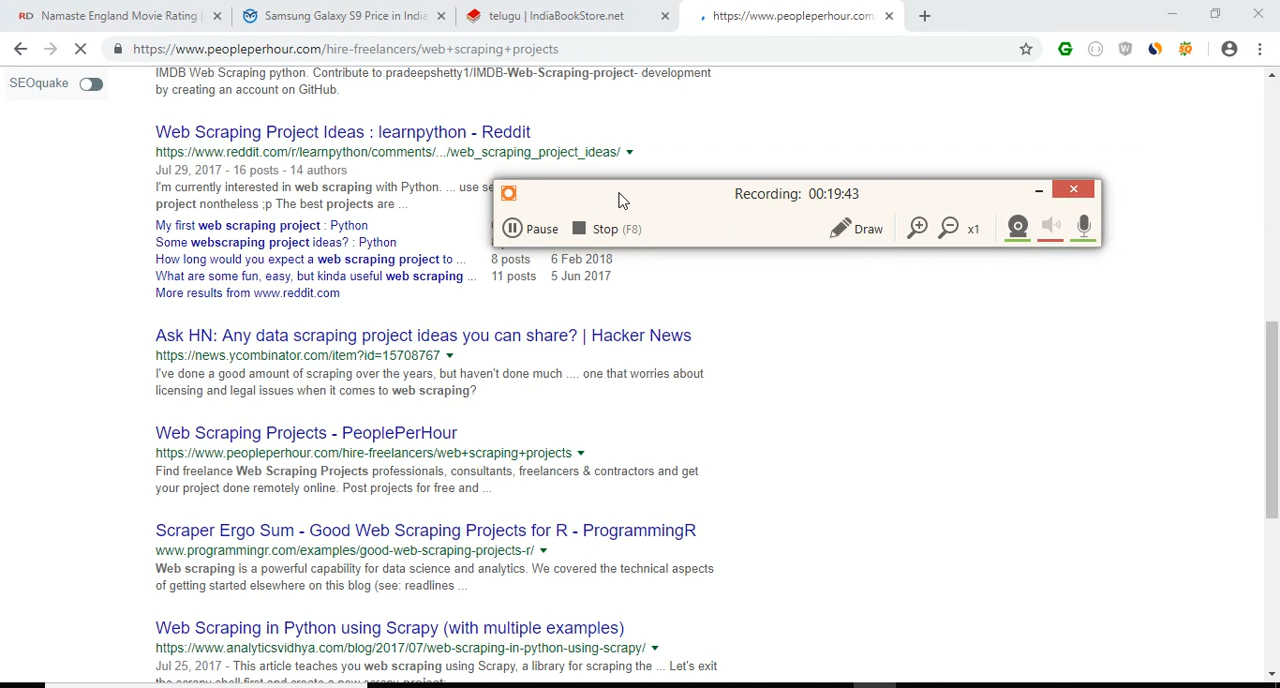 Namaste England Movie Rating
Samsung Galaxy S9 Price in India
telugu | IndiaBookStore.net
https://www.peopleperhour.com
https://www.peopleperhour.com/hire-freelancers/web+scraping+projects
SEOquake
IMDB Web Scraping python. Contribute to pradeepshetty1/IMDB-Web-Scraping-project- development
by creating an account on GitHub.
Web Scraping Project Ideas : learnpython - Reddit
https://www.reddit.com/r/learnpython/comments/.../web_scraping_project_ideas/
Jul 29, 2017 - 16 posts - 14 authors
I'm currently interested in web scraping with Python. ... use se
project nonetheless ;p The best projects are ...
Recording: 00:19:43
Pause Stop (F8) Draw x1
My first web scraping project : Python
Some webscraping project ideas? : Python
How long would you expect a web scraping project to ... 8 posts 6 Feb 2018
What are some fun, easy, but kinda useful web scraping ... 11 posts 5 Jun 2017
More results from www.reddit.com
Ask HN: Any data scraping project ideas you can share? | Hacker News
https://news.ycombinator.com/item?id=15708767
I've done a good amount of scraping over the years, but haven't done much .... one that worries about
licensing and legal issues when it comes to web scraping?
Web Scraping Projects - PeoplePerHour
https://www.peopleperhour.com/hire-freelancers/web+scraping+projects
Find freelance Web Scraping Projects professionals, consultants, freelancers & contractors and get
your project done remotely online. Post projects for free and ...
Scraper Ergo Sum - Good Web Scraping Projects for R - ProgrammingR
www.programmingr.com/examples/good-web-scraping-projects-r/
Web scraping is a powerful capability for data science and analytics. We covered the technical aspects
of getting started elsewhere on this blog (see: readlines ...
Web Scraping in Python using Scrapy (with multiple examples)
https://www.analyticsvidhya.com/blog/2017/07/web-scraping-in-python-using-scrapy/
Jul 25, 2017 - This article teaches you web scraping using Scrapy, a library for scraping the ... Let's exit
the scrapy shell first and create a new scrapy project: